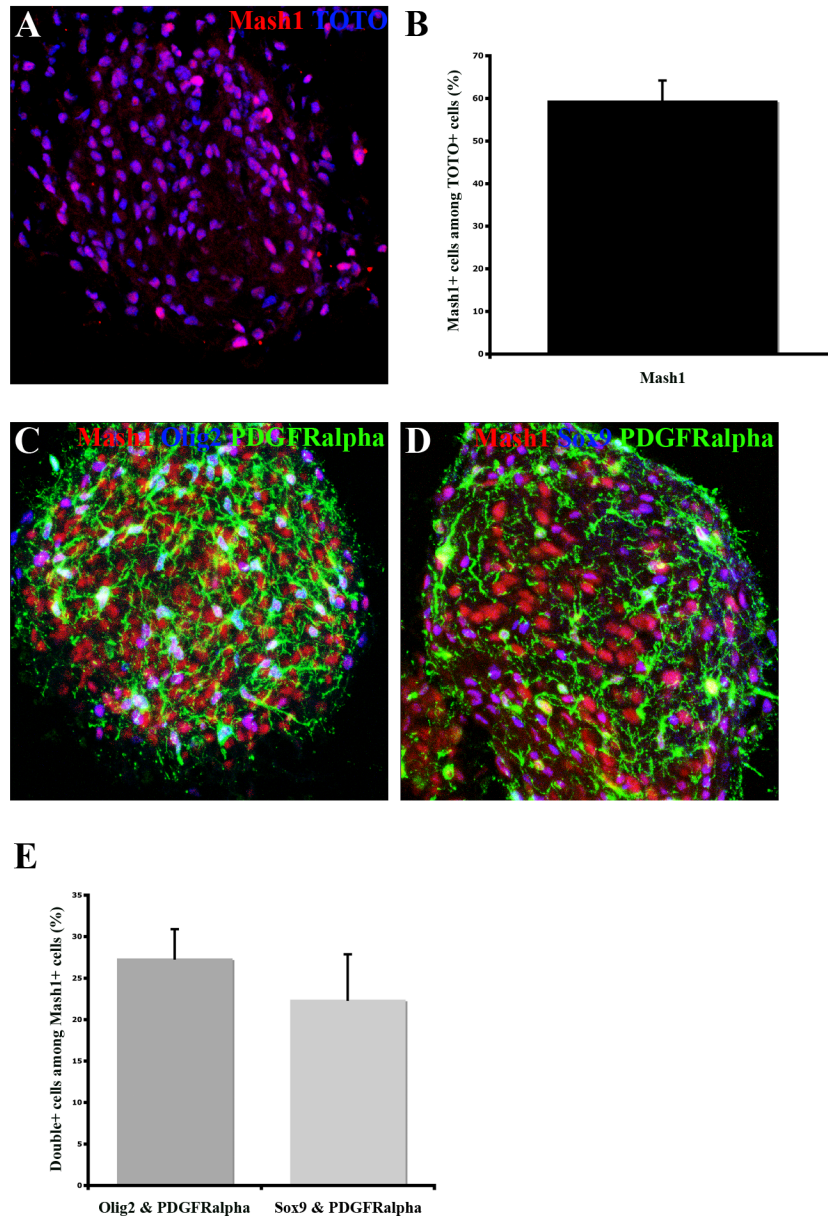 A
Mash1 TOTO
B
Mash1+ cells among TOTO+ cells (%)
70
60
50
40
30
20
10
0
Mash1
C
Mash1 Olig2 PDGFRalpha
D
Mash1 Sox9 PDGFRalpha
E
Double+ cells among Mash1+ cells (%)
35
30
25
20
15
10
5
0
Olig2 & PDGFRalpha
Sox9 & PDGFRalpha